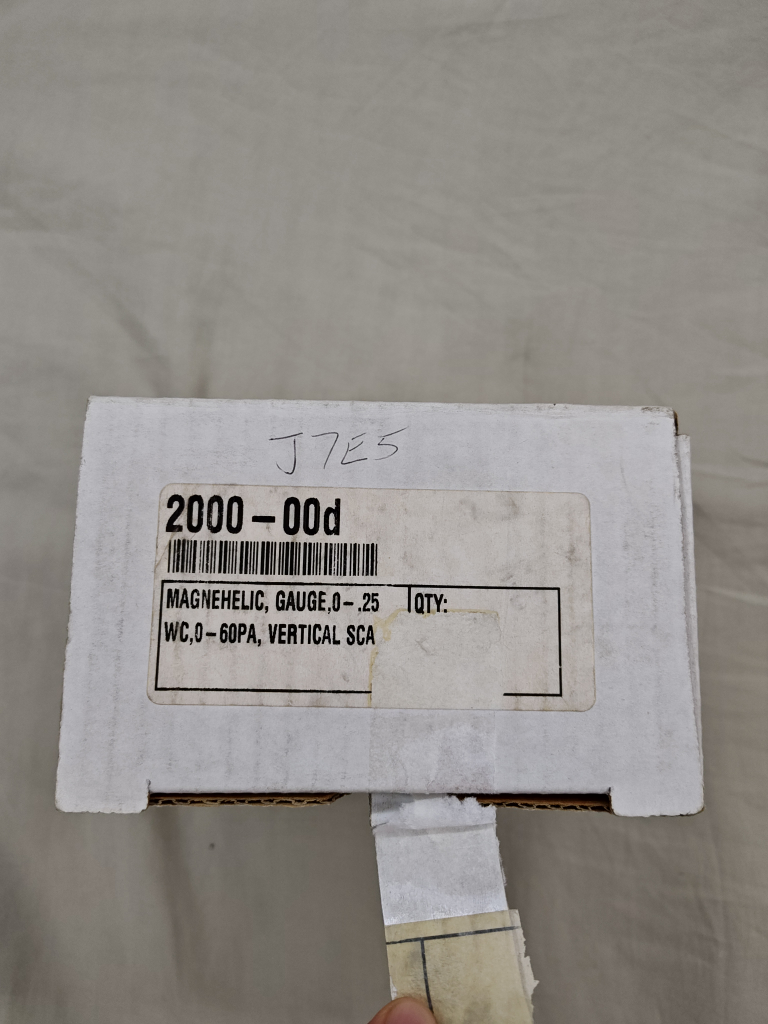 J7E5
2000-00d
MAGNEHELIC, GAUGE,0-.25
QTY:
WC,0-60PA, VERTICAL SCA